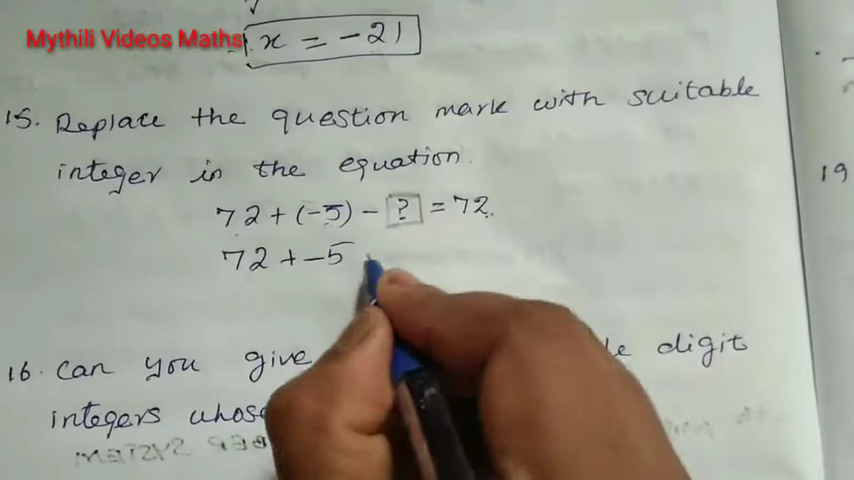 Mythili Videos Maths
x = -21
15. Replace the question mark with suitable
integer in the equation.
72 + (-5) - ? = 72.
72 + -5
19
16. Can you give digit
integers whose